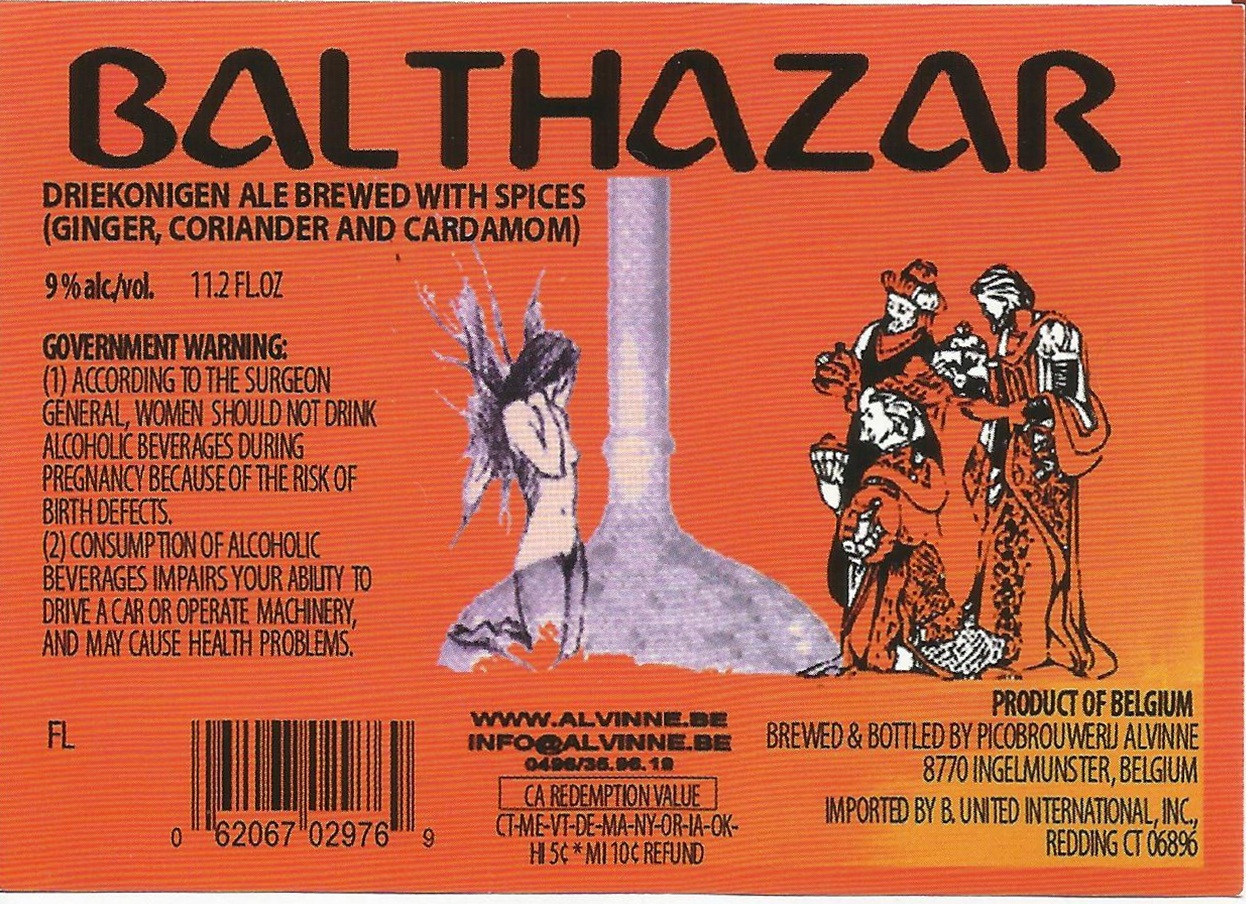 BALTHAZAR
DRIEKONIGEN ALE BREWED WITH SPICES
(GINGER, CORIANDER AND CARDAMOM)
9 % alc./vol. 11.2 FL.OZ
GOVERNMENT WARNING:
(1) ACCORDING TO THE SURGEON
GENERAL, WOMEN SHOULD NOT DRINK
ALCOHOLIC BEVERAGES DURING
PREGNANCY BECAUSE OF THE RISK OF
BIRTH DEFECTS.
(2) CONSUMPTION OF ALCOHOLIC
BEVERAGES IMPAIRS YOUR ABILITY TO
DRIVE A CAR OR OPERATE MACHINERY,
AND MAY CAUSE HEALTH PROBLEMS.
FL
0 62067 02976 9
WWW.ALVINNE.BE
INFO@ALVINNE.BE
CA REDEMPTION VALUE
CT-ME-VT-DE-MA-NY-OR-IA-OK-
HI 5¢ * MI 10¢ REFUND
PRODUCT OF BELGIUM
BREWED & BOTTLED BY PICOBROUWERIJ ALVINNE
8770 INGELMUNSTER, BELGIUM
IMPORTED BY B. UNITED INTERNATIONAL, INC.,
REDDING CT 06896